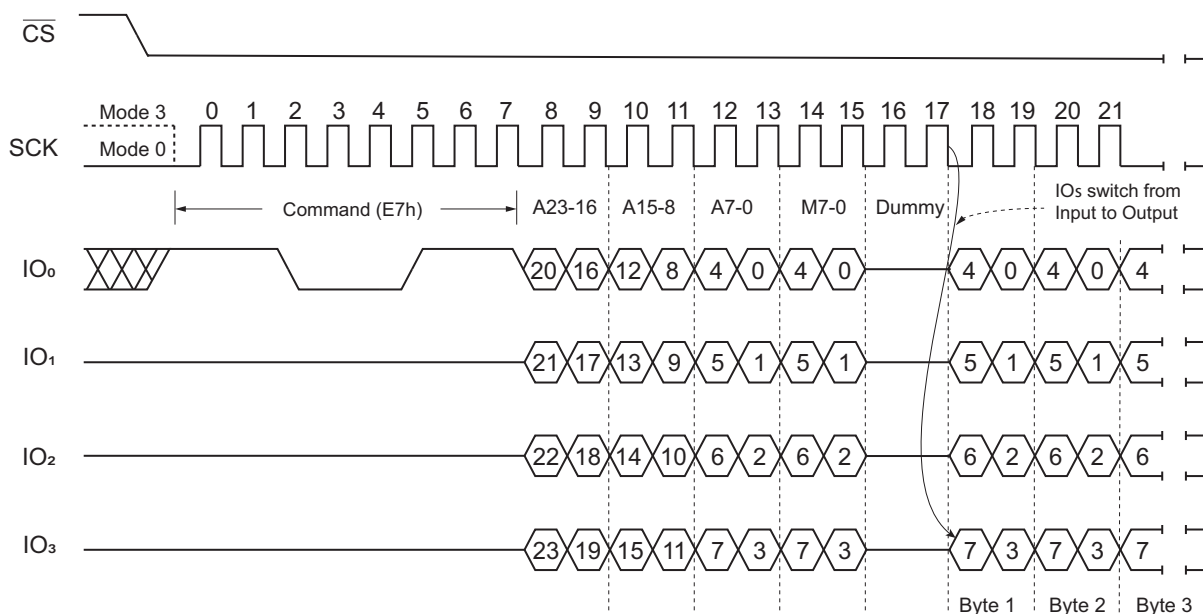 CS
Mode 3
0 1 2 3 4 5 6 7 8 9 10 11 12 13 14 15 16 17 18 19 20 21
SCK
Mode 0
Command (E7h) A23-16 A15-8 A7-0 M7-0 Dummy
IOs switch from
Input to Output
IO₀ 20 16 12 8 4 0 4 0 4 0 4 0 4
IO₁ 21 17 13 9 5 1 5 1 5 1 5 1 5
IO₂ 22 18 14 10 6 2 6 2 6 2 6 2 6
IO₃ 23 19 15 11 7 3 7 3 7 3 7 3 7
Byte 1 Byte 2 Byte 3